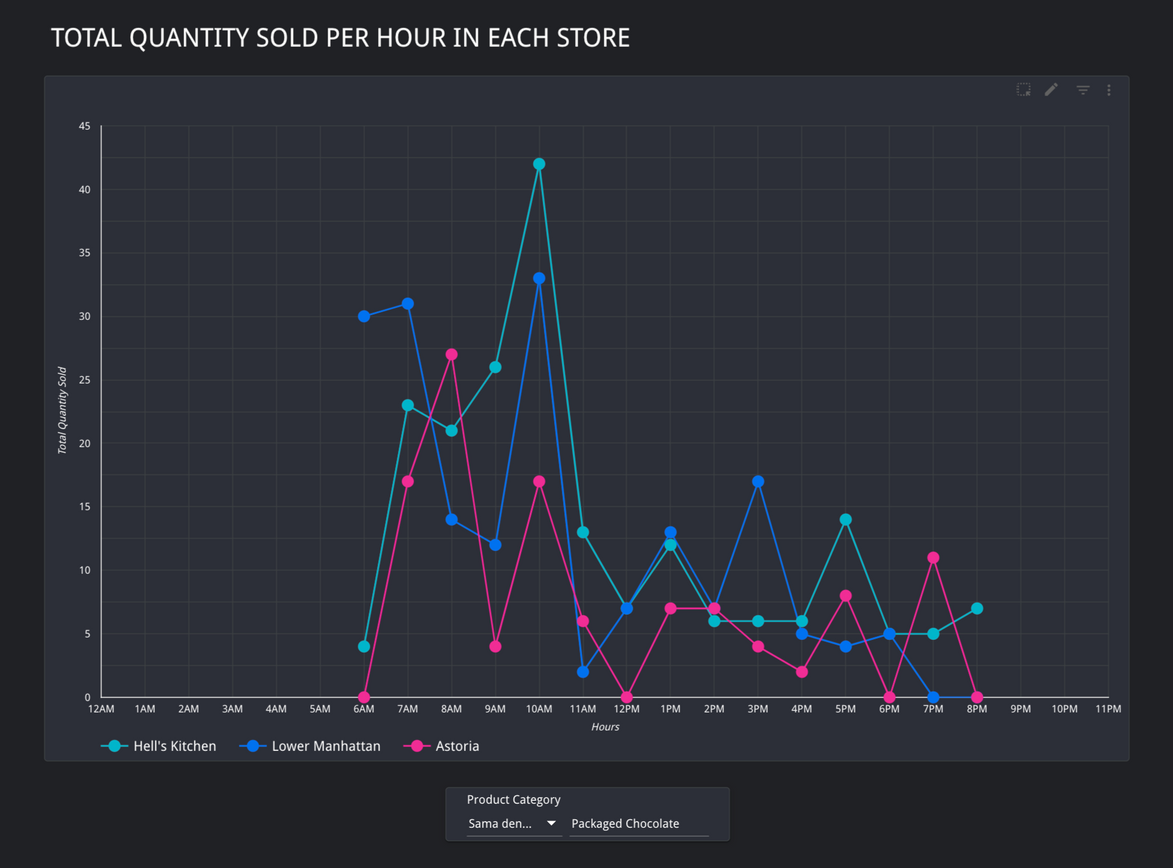 TOTAL QUANTITY SOLD PER HOUR IN EACH STORE
45
40
35
30
25
20
15
10
5
0
Total Quantity Sold
12AM 1AM 2AM 3AM 4AM 5AM 6AM 7AM 8AM 9AM 10AM 11AM 12PM 1PM 2PM 3PM 4PM 5PM 6PM 7PM 8PM 9PM 10PM 11PM
Hours
Hell's Kitchen Lower Manhattan Astoria
Product Category
Sama den... Packaged Chocolate